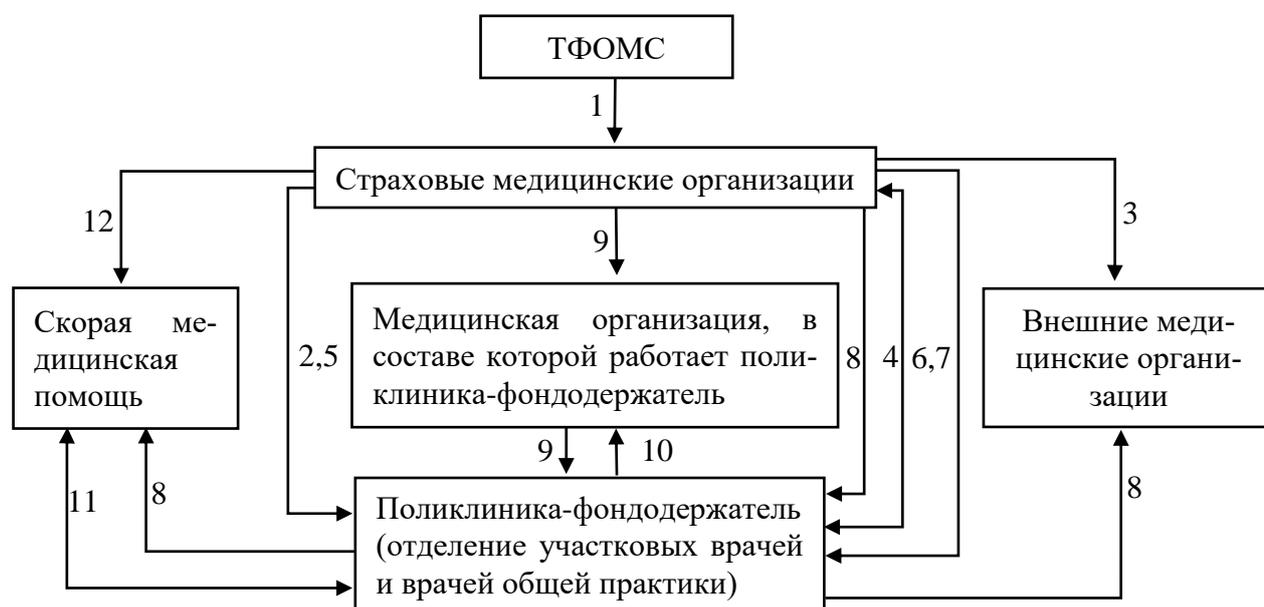 ТФОМС
1
Страховые медицинские организации
12
9
3
Скорая ме-
дицинская
помощь
2,5
Медицинская организация, в
составе которой работает поли-
клиника-фондодержатель
8
4
6,7
Внешние меди-
цинские органи-
зации
11
8
9
10
8
Поликлиника-фондодержатель
(отделение участковых врачей
и врачей общей практики)